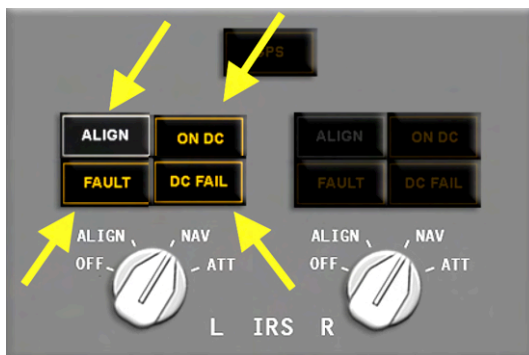 GPS
ALIGN ON DC ALIGN ON DC
FAULT DC FAIL FAULT DC FAIL
ALIGN NAV ALIGN NAV
OFF ATT OFF ATT
L IRS R